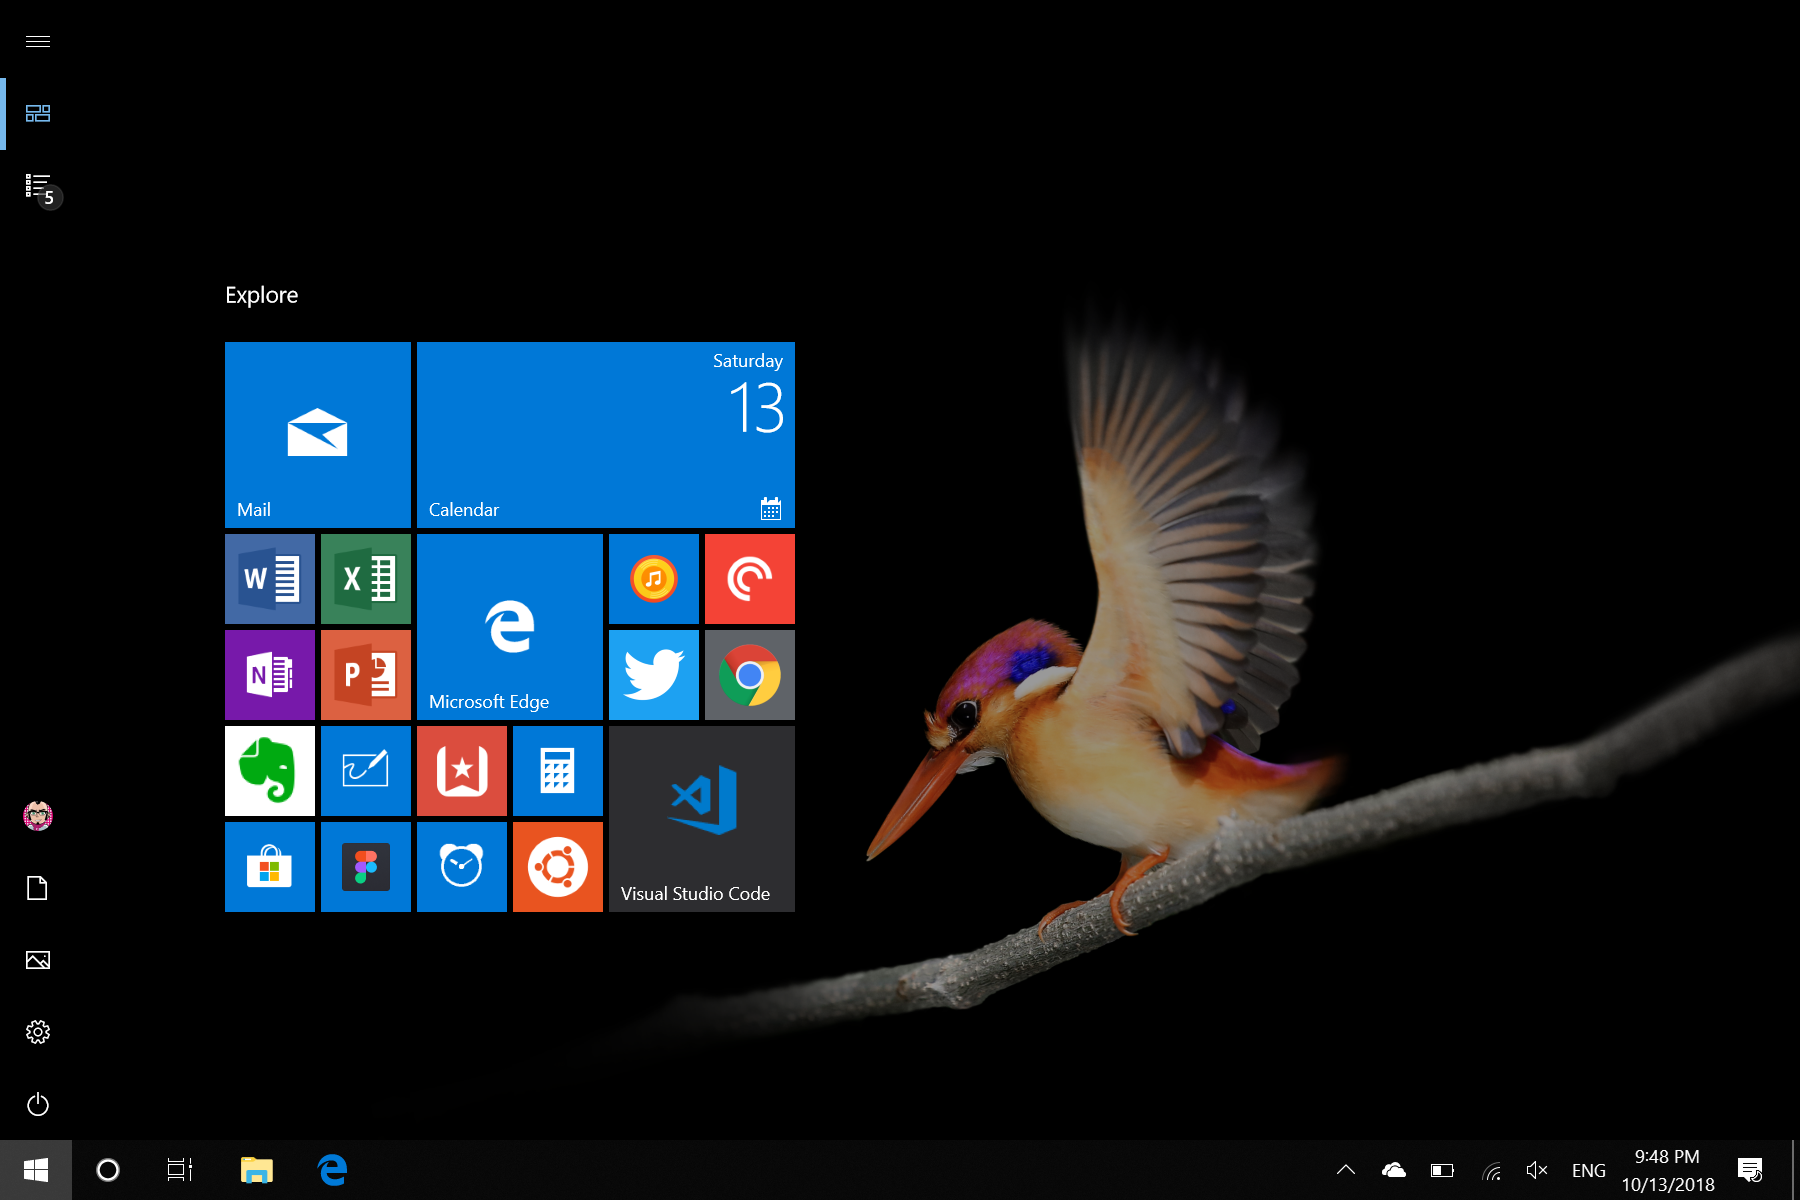 5
Explore
Saturday
13
Mail
Calendar
W
X
N
P
Microsoft Edge
Visual Studio Code
ENG
9:48 PM
10/13/2018